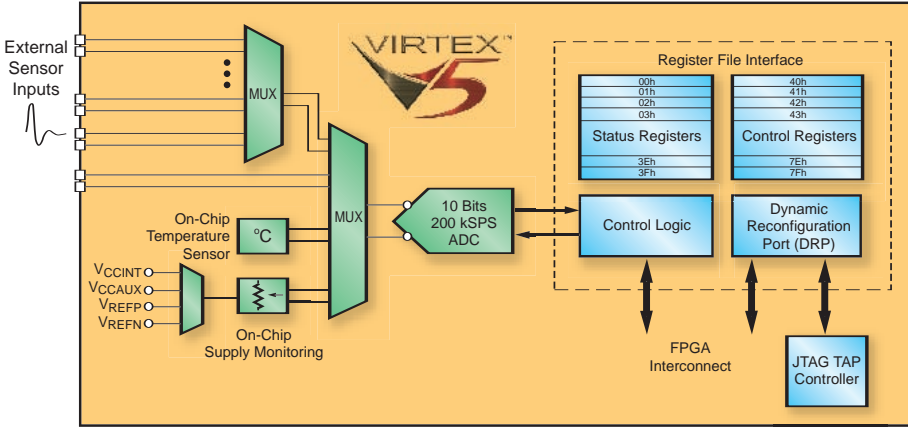 External
Sensor
Inputs
MUX
VIRTEX™
5
MUX
On-Chip
Temperature
Sensor
°C
VCCINT
VCCAUX
VREFP
VREFN
On-Chip
Supply Monitoring
10 Bits
200 kSPS
ADC
Register File Interface
00h
01h
02h
03h
Status Registers
3Eh
3Fh
40h
41h
42h
43h
Control Registers
7Eh
7Fh
Control Logic
Dynamic
Reconfiguration
Port (DRP)
FPGA
Interconnect
JTAG TAP
Controller